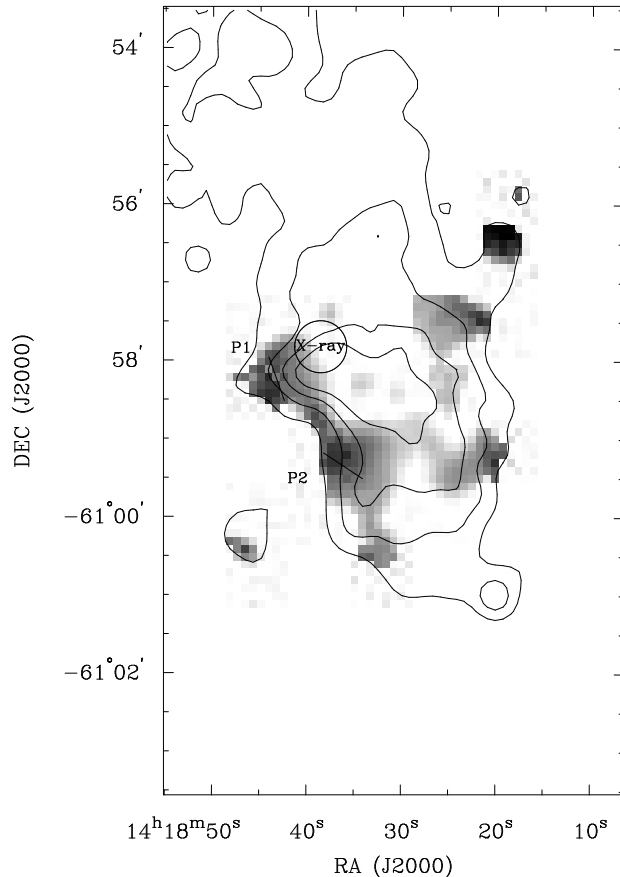 54'
56'
58'
−61°00'
−61°02'
DEC (J2000)
P1
X−ray
P2
14ʰ18ᵐ50ˢ
40ˢ
30ˢ
20ˢ
10ˢ
RA (J2000)